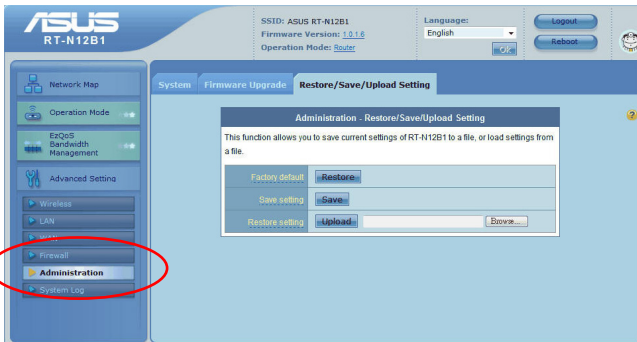 ASUS
RT-N12B1
SSID: ASUS RT-N12B1
Firmware Version: 1.0.1.6
Operation Mode: Router
Language:
English
OK
Logout
Reboot
Network Map
Operation Mode
EzQoS
Bandwidth
Management
Advanced Setting
Wireless
LAN
WAN
Firewall
Administration
System Log
System
Firmware Upgrade
Restore/Save/Upload Setting
Administration - Restore/Save/Upload Setting
This function allows you to save current settings of RT-N12B1 to a file, or load settings from
a file.
Factory default
Restore
Save setting
Save
Restore setting
Upload
Browse...
?